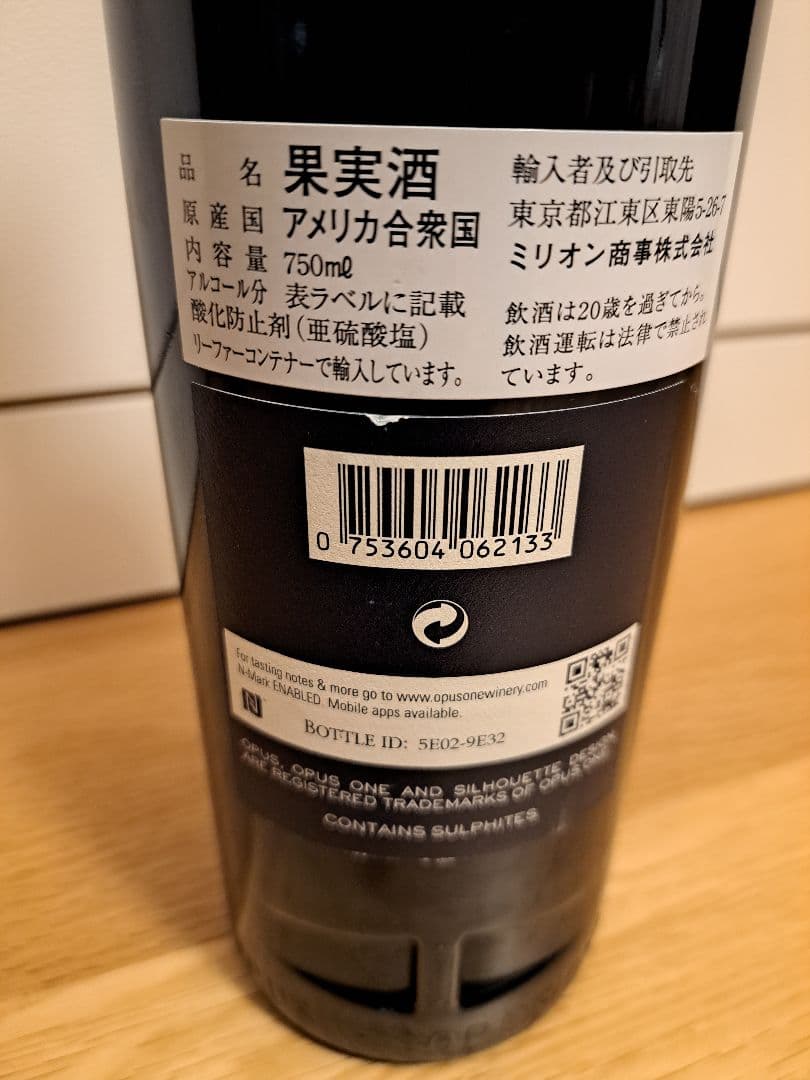 品名 果実酒
原産国 アメリカ合衆国
内容量 750mℓ
アルコール分 表ラベルに記載
酸化防止剤(亜硫酸塩)
リーファーコンテナーで輸入しています。
輸入者及び引取先
東京都江東区東陽5-26-7
ミリオン商事株式会社
飲酒は20歳を過ぎてから。
飲酒運転は法律で禁止され
ています。
0 753604 062133
For tasting notes & more go to www.opusonewinery.com
N-Mark ENABLED. Mobile apps available.
N
BOTTLE ID: 5E02-9E32
OPUS, OPUS ONE AND SILHOUETTE DESIGN
ARE REGISTERED TRADEMARKS OF OPUS ONE.
CONTAINS SULPHITES